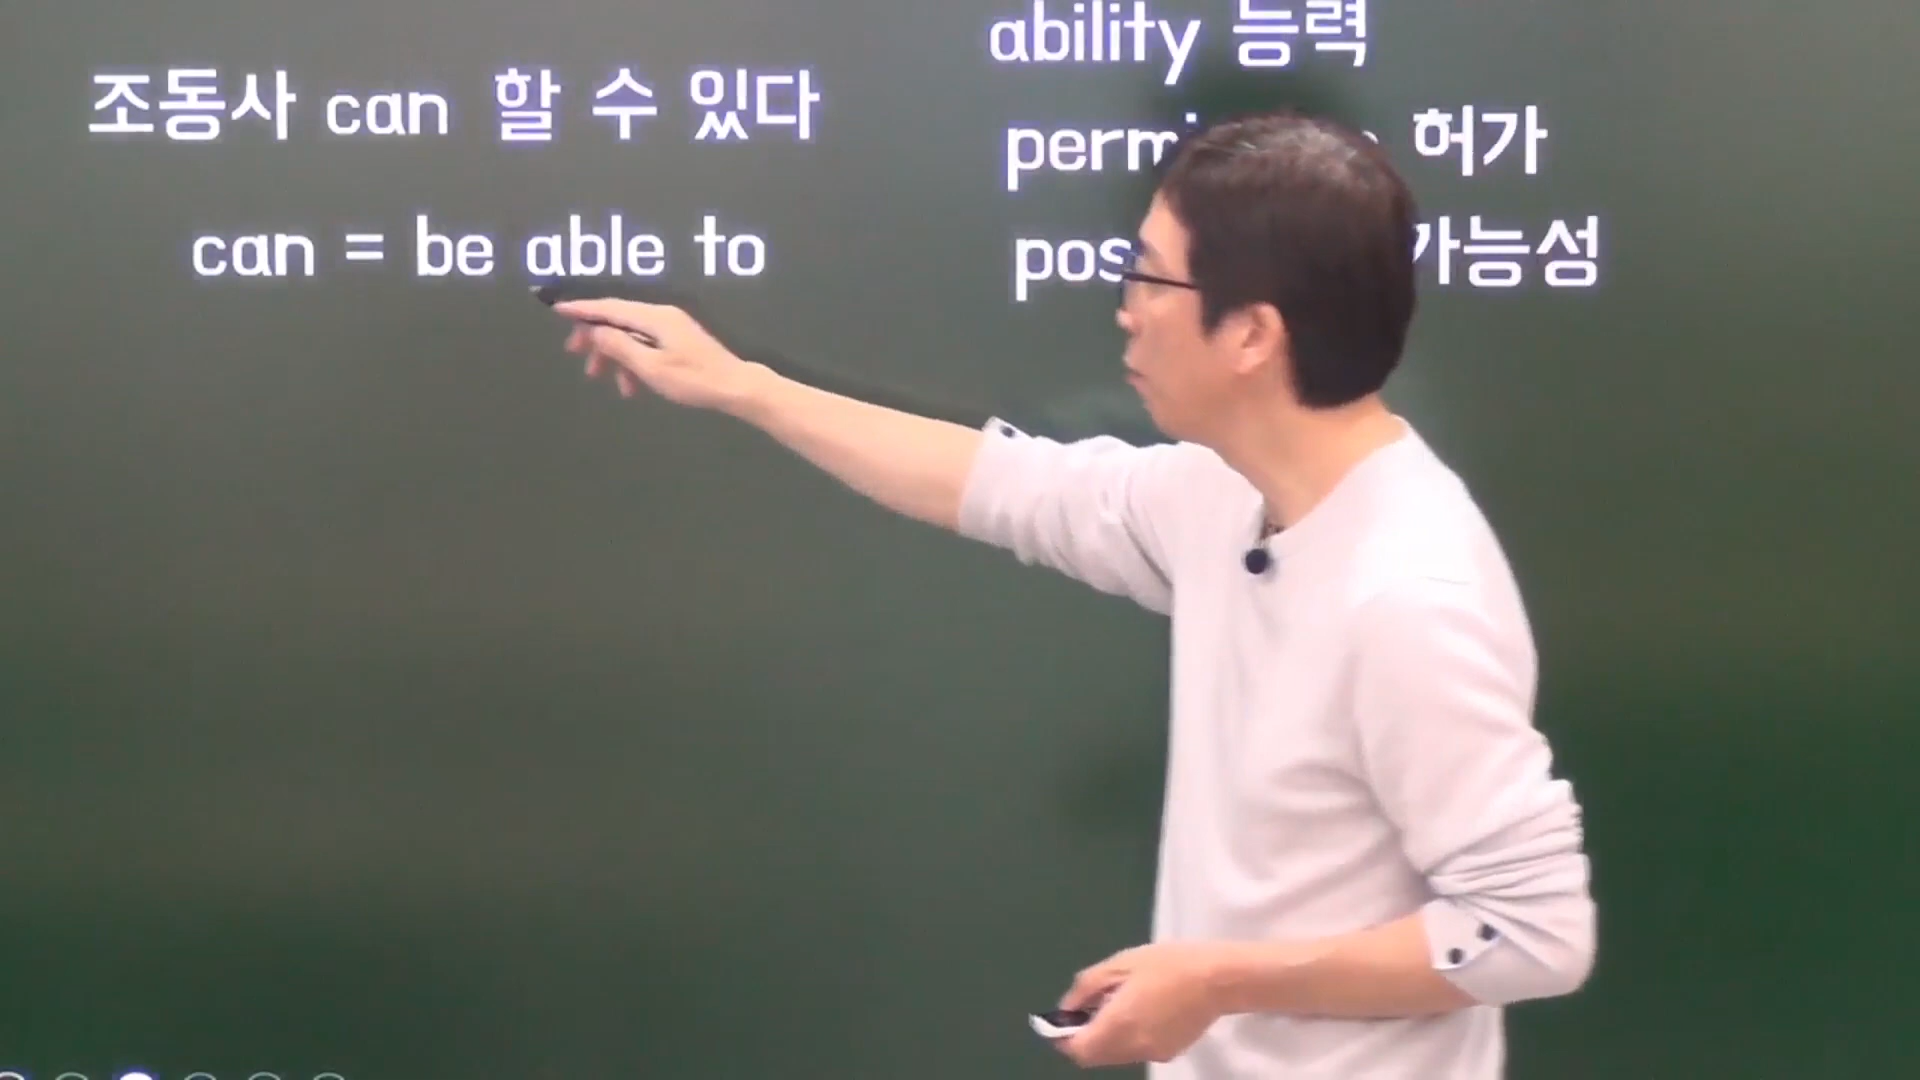 조동사 can 할 수 있다
can = be able to
ability 능력
허가
가능성